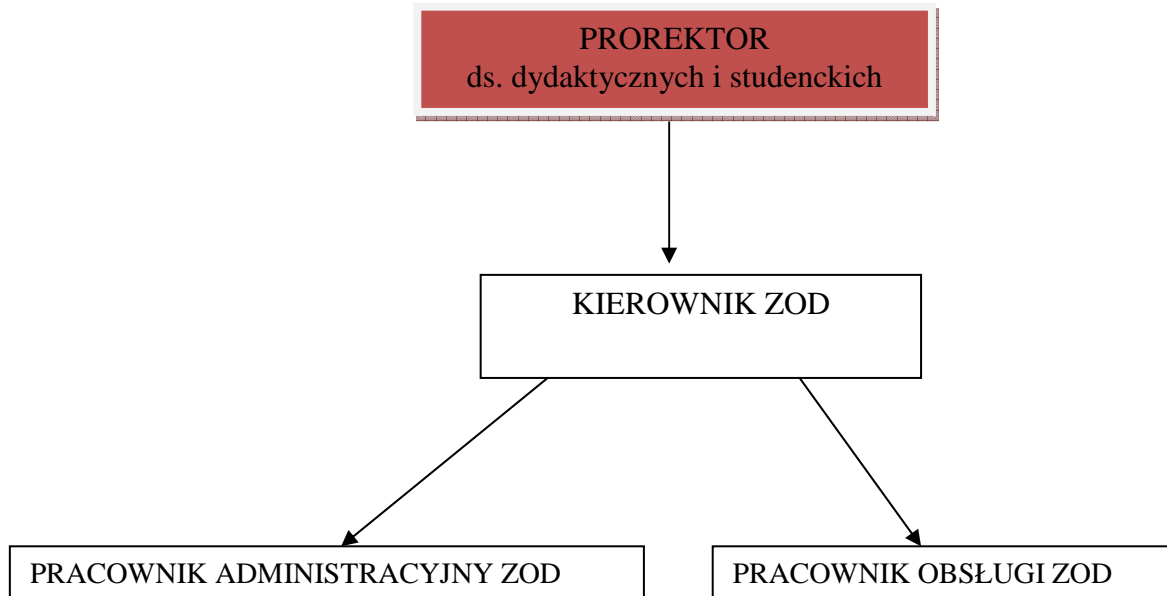 PROREKTOR
ds. dydaktycznych i studenckich
KIEROWNIK ZOD
PRACOWNIK ADMINISTRACYJNY ZOD
PRACOWNIK OBSŁUGI ZOD